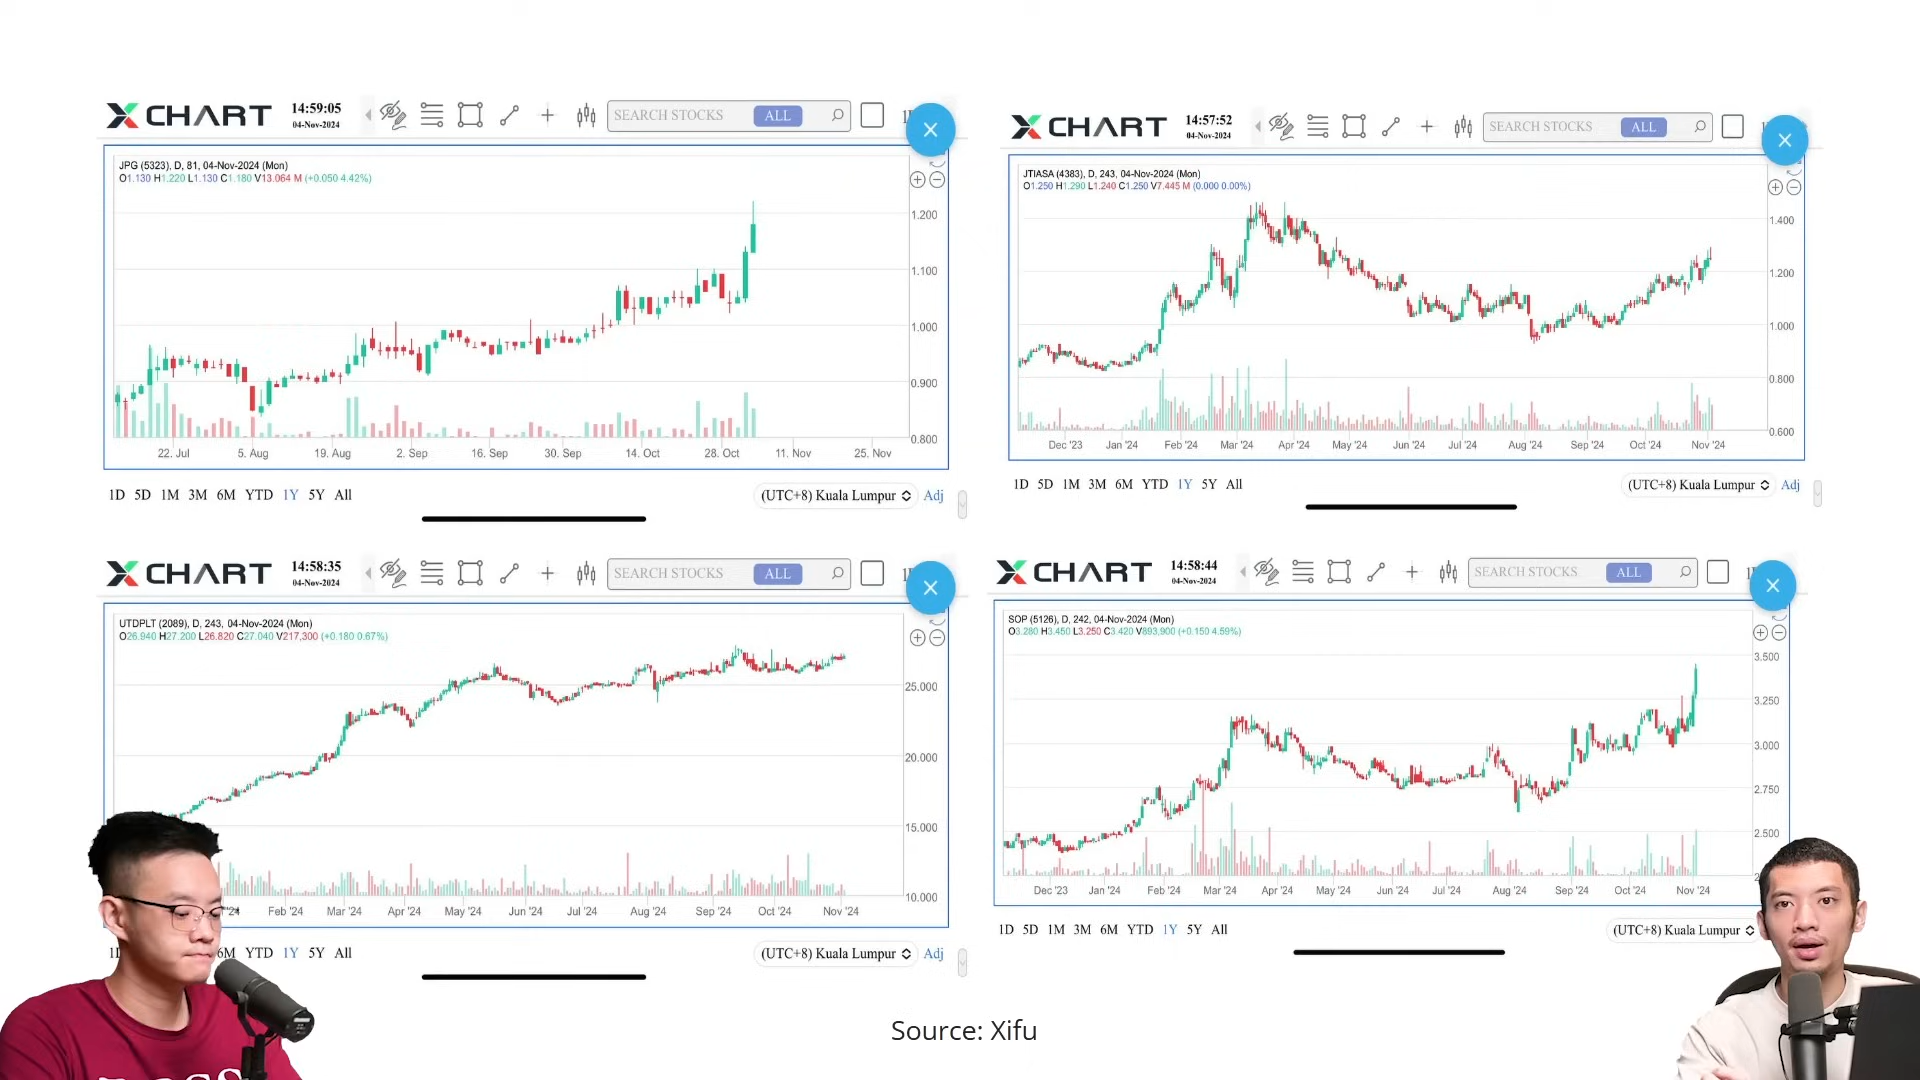 X CHART 14:59:05 SEARCH STOCKS ALL
04-Nov-2024
JPG (5323), D, 81, 04-Nov-2024 (Mon)
O1.130 H1.220 L1.130 C1.180 V13.064 M (+0.050 4.42%)
1.200
1.100
1.000
0.900
0.800
22. Jul 5. Aug 19. Aug 2. Sep 16. Sep 30. Sep 14. Oct 28. Oct 11. Nov 25. Nov
1D 5D 1M 3M 6M YTD 1Y 5Y All (UTC+8) Kuala Lumpur Adj
X CHART 14:57:52 SEARCH STOCKS ALL
04-Nov-2024
JTIASA (4383), D, 243, 04-Nov-2024 (Mon)
O1.250 H1.290 L1.240 C1.250 V7.445 M (0.000 0.00%)
1.400
1.200
1.000
0.800
0.600
Dec '23 Jan '24 Feb '24 Mar '24 Apr '24 May '24 Jun '24 Jul '24 Aug '24 Sep '24 Oct '24 Nov '24
1D 5D 1M 3M 6M YTD 1Y 5Y All (UTC+8) Kuala Lumpur Adj
X CHART 14:58:35 SEARCH STOCKS ALL
04-Nov-2024
UTDPLT (2089), D, 243, 04-Nov-2024 (Mon)
O26.940 H27.200 L26.820 C27.040 V217,300 (+0.180 0.67%)
25.000
20.000
15.000
10.000
Feb '24 Mar '24 Apr '24 May '24 Jun '24 Jul '24 Aug '24 Sep '24 Oct '24 Nov '24
6M YTD 1Y 5Y All (UTC+8) Kuala Lumpur Adj
X CHART 14:58:44 SEARCH STOCKS ALL
04-Nov-2024
SOP (5126), D, 242, 04-Nov-2024 (Mon)
O3.280 H3.450 L3.250 C3.420 V893,900 (+0.150 4.59%)
3.500
3.250
3.000
2.750
2.500
Dec '23 Jan '24 Feb '24 Mar '24 Apr '24 May '24 Jun '24 Jul '24 Aug '24 Sep '24 Oct '24 Nov '24
1D 5D 1M 3M 6M YTD 1Y 5Y All (UTC+8) Kuala Lumpur
Source: Xifu